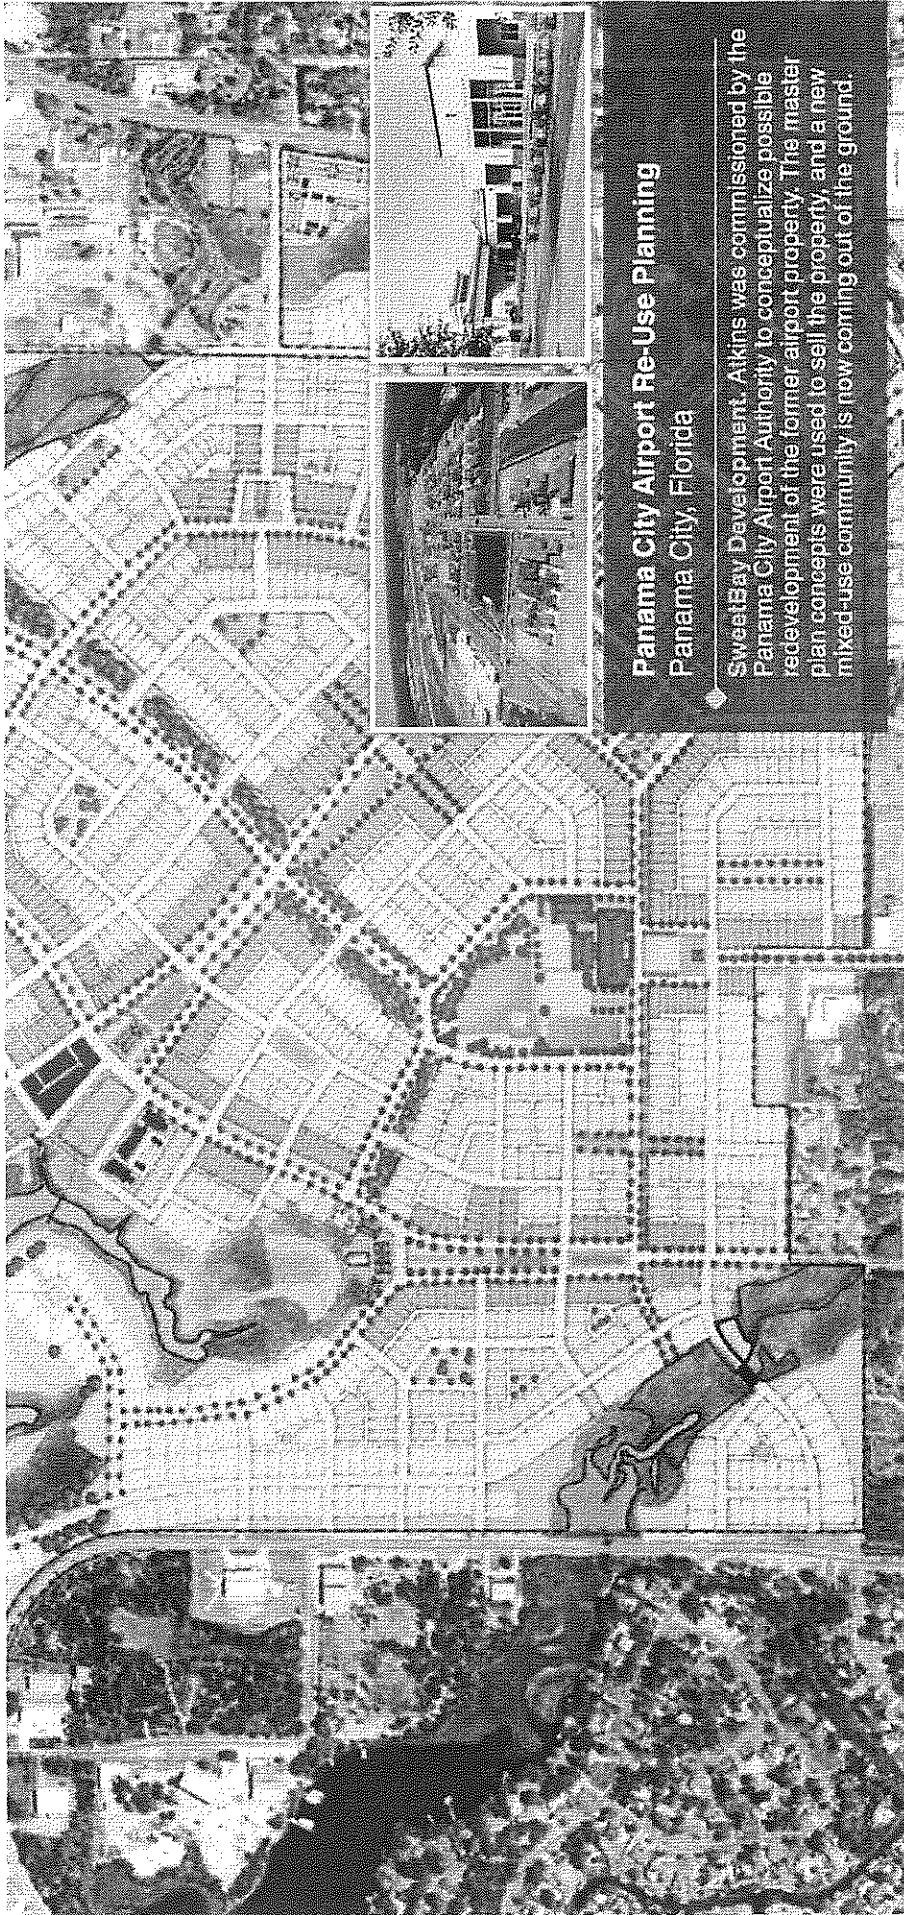 Panama City Airport Re-Use Planning
Panama City, Florida
SweetBay Development. Atkins was commissioned by the
Panama City Airport Authority to conceptualize possible
redevelopment of the former airport property. The master
plan concepts were used to sell the property, and a new
mixed-use community is now coming out of the ground.